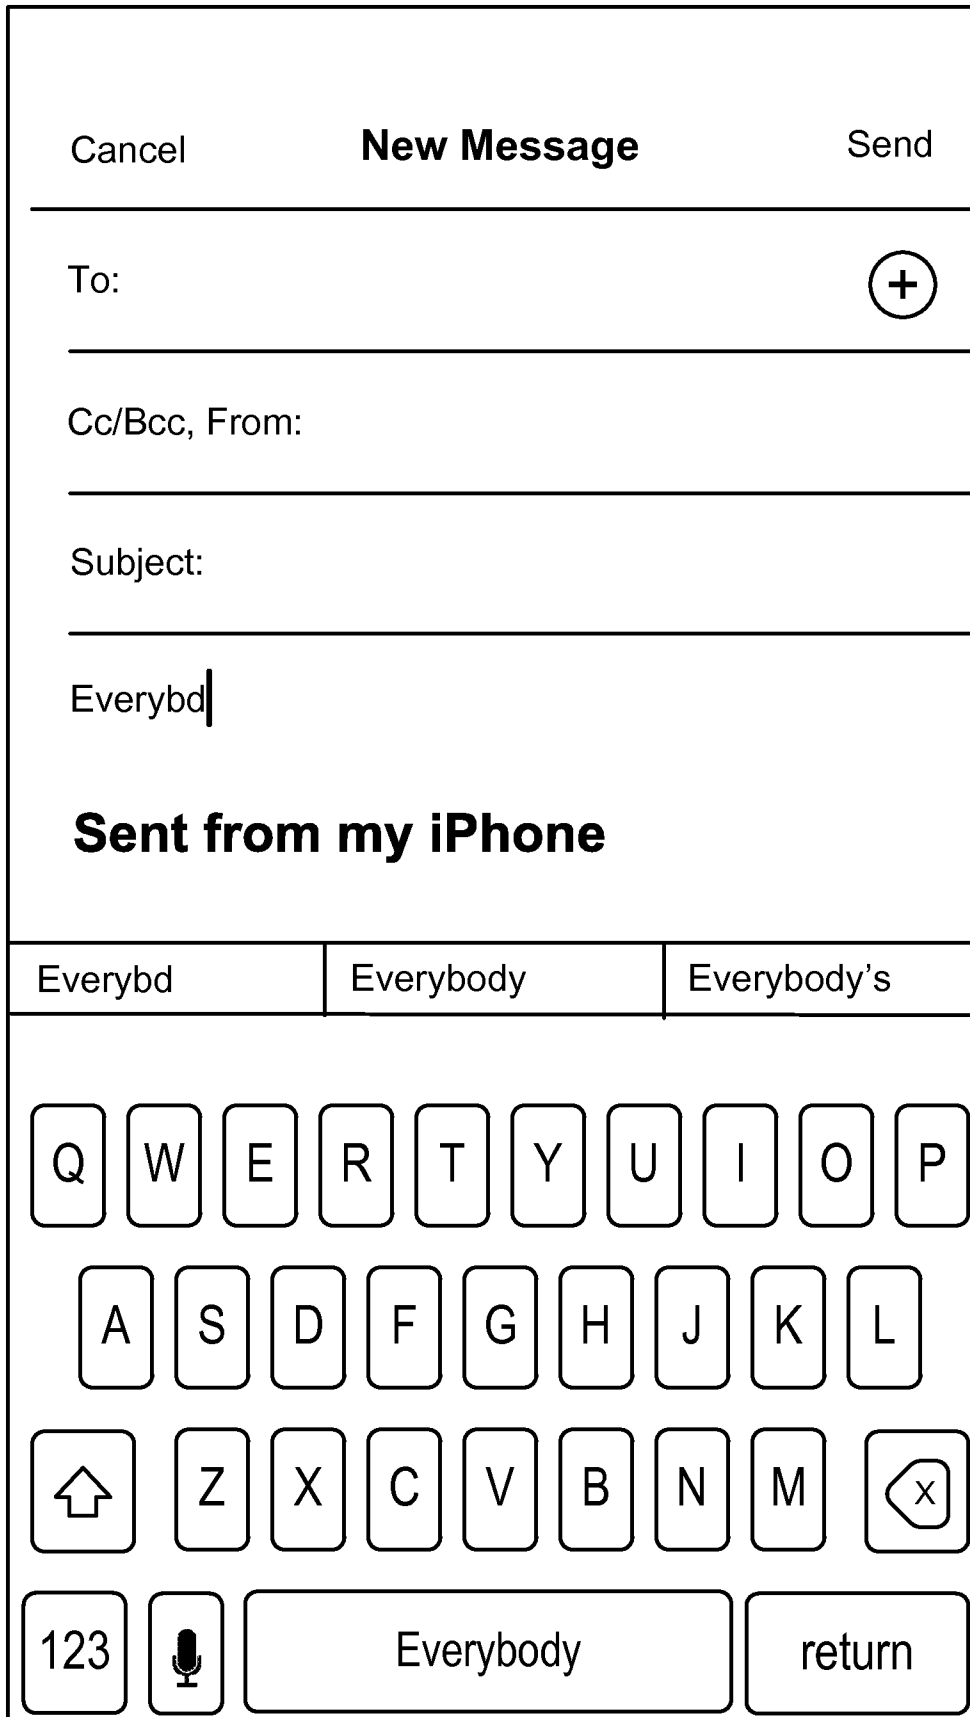 Cancel New Message Send
To: +
Cc/Bcc, From:
Subject:
Everybd
Sent from my iPhone
Everybd Everybody Everybody's
Q W E R T Y U I O P
A S D F G H J K L
Z X C V B N M X
123 Everybody return